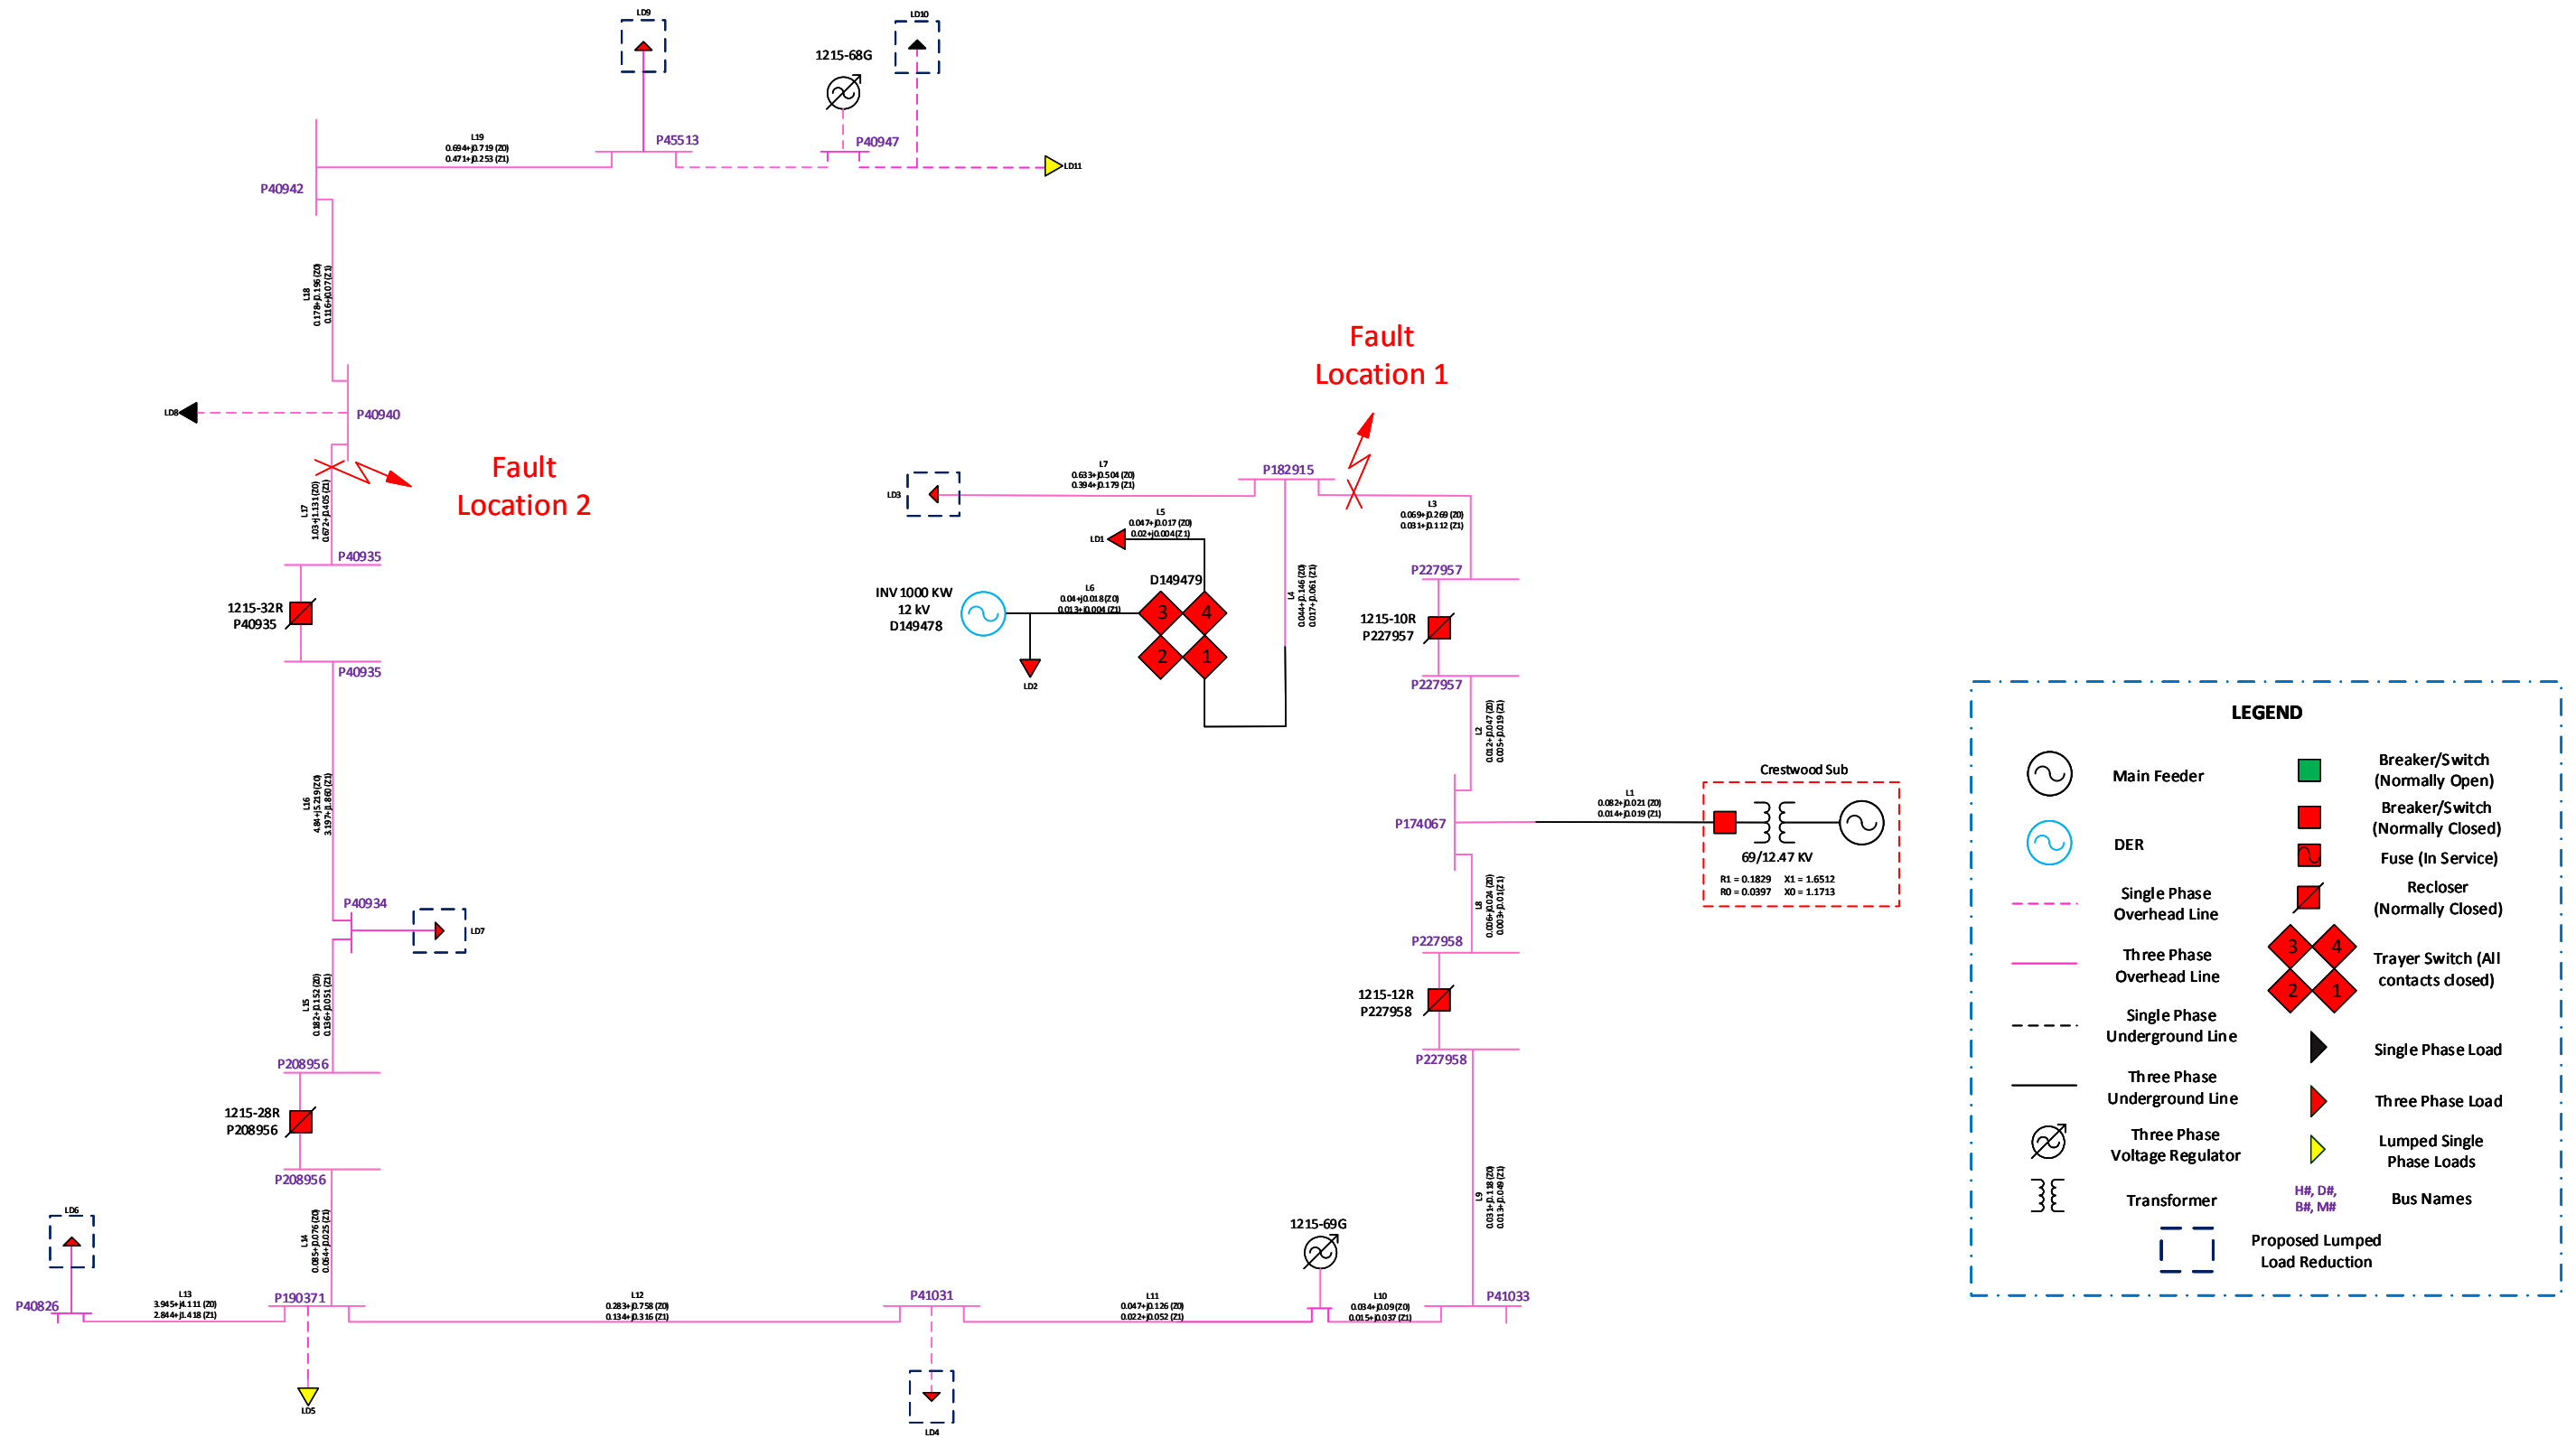 LD9
LD10
1215-68G
L19
0.694+j0.719 (Z0)
0.471+j0.253 (Z1)
P45513
P40947
LD11
P40942
L18
0.178+j0.196 (Z0)
0.116+j0.07 (Z1)
LD8
P40940
Fault
Location 2
L17
1.03+j1.131 (Z0)
0.672+j0.405 (Z1)
P40935
1215-32R
P40935
P40935
L16
4.84+j5.219 (Z0)
3.197+j1.860 (Z1)
P40934
LD7
L15
0.182+j0.152 (Z0)
0.136+j0.051 (Z1)
P208956
1215-28R
P208956
P208956
L14
0.085+j0.076 (Z0)
0.064+j0.025 (Z1)
LD6
P40826
L13
3.945+j4.111 (Z0)
2.844+j1.418 (Z1)
P190371
LD5
L12
0.283+j0.758 (Z0)
0.134+j0.316 (Z1)
P41031
LD4
L11
0.047+j0.126 (Z0)
0.022+j0.052 (Z1)
1215-69G
L10
0.034+j0.09 (Z0)
0.015+j0.037 (Z1)
P41033
L9
0.031+j0.118 (Z0)
0.013+j0.049 (Z1)
P227958
1215-12R
P227958
P227958
L8
0.006+j0.024 (Z0)
0.003+j0.01 (Z1)
P174067
L1
0.082+j0.021 (Z0)
0.014+j0.019 (Z1)
Crestwood Sub
69/12.47 KV
R1 = 0.1829 X1 = 1.6512
R0 = 0.0397 X0 = 1.1713
L2
0.012+j0.047 (Z0)
0.005+j0.019 (Z1)
P227957
1215-10R
P227957
P227957
L3
0.069+j0.269 (Z0)
0.031+j0.112 (Z1)
Fault
Location 1
P182915
L7
0.633+j0.504 (Z0)
0.394+j0.179 (Z1)
LD3
L5
0.047+j0.017 (Z0)
0.02+j0.004 (Z1)
LD1
L4
0.044+j0.146 (Z0)
0.017+j0.061 (Z1)
D149479
3 4
2 1
L6
0.04+j0.018 (Z0)
0.013+j0.004 (Z1)
INV 1000 KW
12 kV
D149478
LD2
LEGEND
Main Feeder
DER
Single Phase
Overhead Line
Three Phase
Overhead Line
Single Phase
Underground Line
Three Phase
Underground Line
Three Phase
Voltage Regulator
Transformer
Breaker/Switch
(Normally Open)
Breaker/Switch
(Normally Closed)
Fuse (In Service)
Recloser
(Normally Closed)
3 4
2 1
Trayer Switch (All
contacts closed)
Single Phase Load
Three Phase Load
Lumped Single
Phase Loads
H#, D#,
B#, M#
Bus Names
Proposed Lumped
Load Reduction